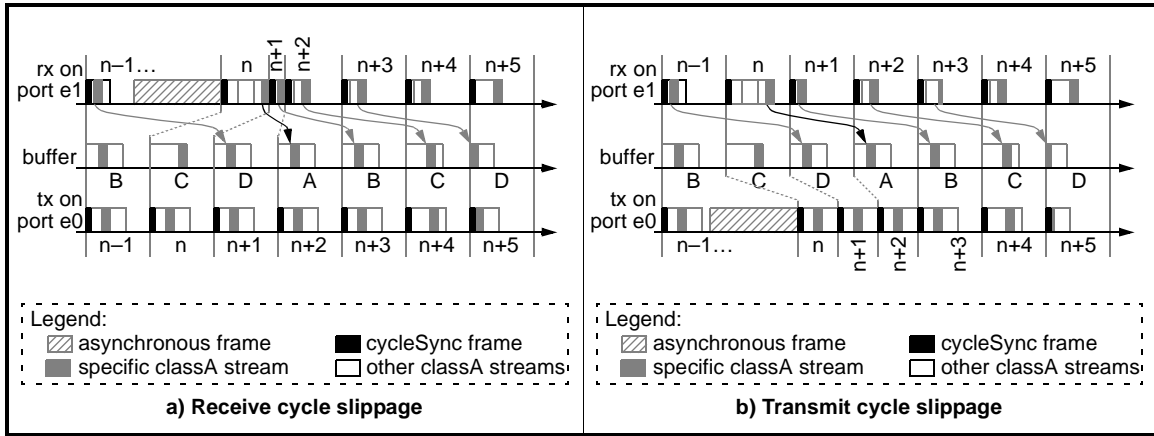 n–1… n n+1 n+2 n+3 n+4 n+5
rx on
port e1
buffer
B C D A B C D
tx on
port e0
n–1 n n+1 n+2 n+3 n+4 n+5
Legend:
asynchronous frame cycleSync frame
specific classA stream other classA streams
a) Receive cycle slippage
n–1 n n+1 n+2 n+3 n+4 n+5
rx on
port e1
buffer
B C D A B C D
tx on
port e0
n–1… n n+1 n+2 n+3 n+4 n+5
Legend:
asynchronous frame cycleSync frame
specific classA stream other classA streams
b) Transmit cycle slippage